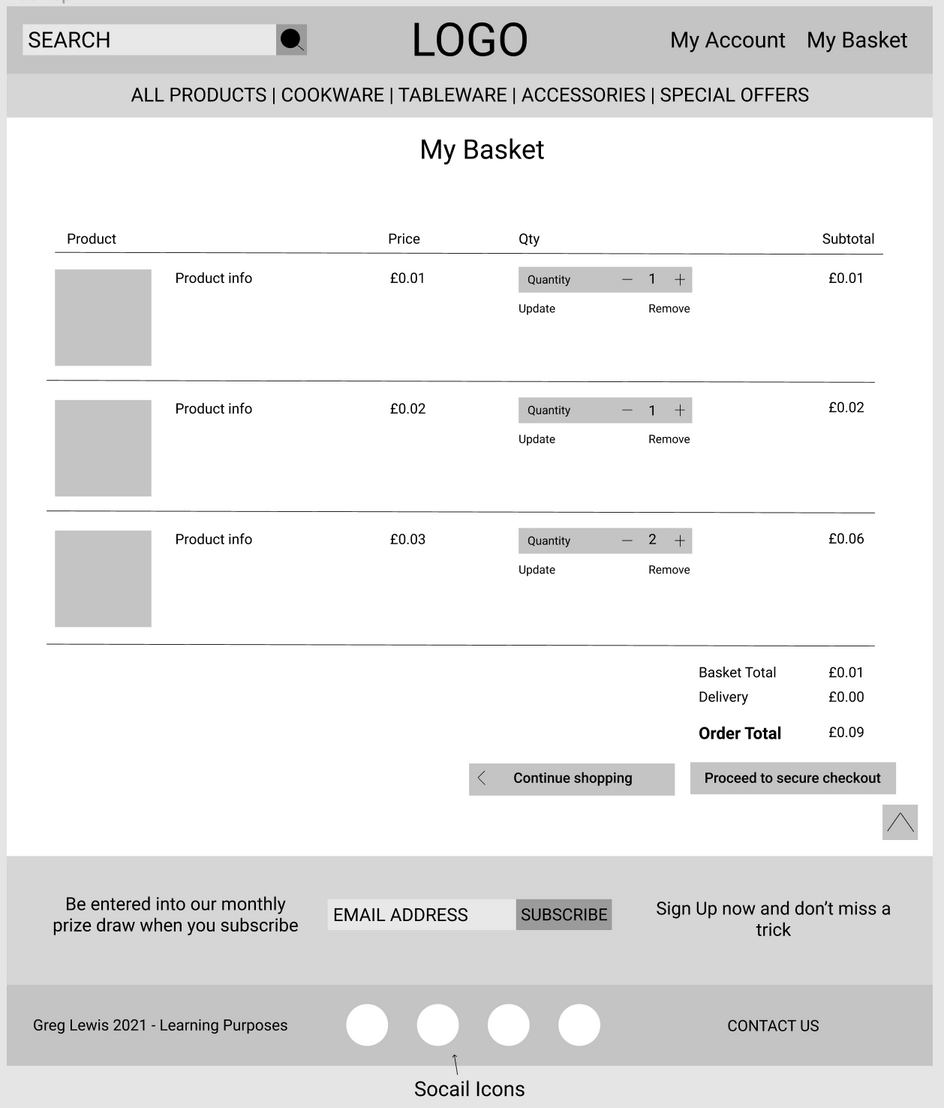 SEARCH
LOGO
My Account My Basket
ALL PRODUCTS | COOKWARE | TABLEWARE | ACCESSORIES | SPECIAL OFFERS
My Basket
Product Price Qty Subtotal
Product info £0.01 Quantity — 1 + £0.01
Update Remove
Product info £0.02 Quantity — 1 + £0.02
Update Remove
Product info £0.03 Quantity — 2 + £0.06
Update Remove
Basket Total £0.01
Delivery £0.00
Order Total £0.09
Continue shopping
Proceed to secure checkout
Be entered into our monthly
prize draw when you subscribe
EMAIL ADDRESS SUBSCRIBE
Sign Up now and don’t miss a
trick
Greg Lewis 2021 - Learning Purposes
CONTACT US
Socail Icons